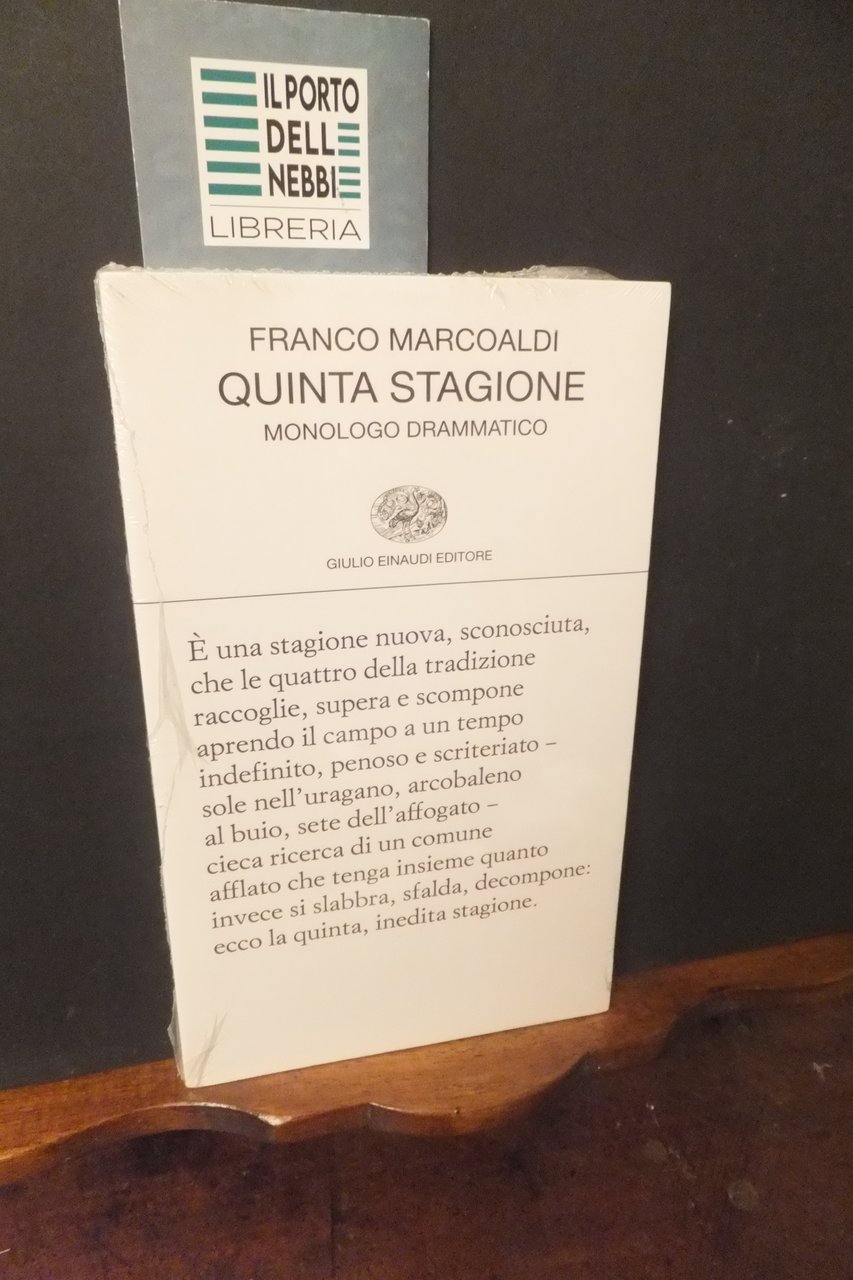 IL PORTO
DELLE
NEBBIE
LIBRERIA
FRANCO MARCOALDI
QUINTA STAGIONE
MONOLOGO DRAMMATICO
GIULIO EINAUDI EDITORE
È una stagione nuova, sconosciuta,
che le quattro della tradizione
raccoglie, supera e scompone
aprendo il campo a un tempo
indefinito, penoso e scriteriato –
sole nell'uragano, arcobaleno
al buio, sete dell'affogato –
cieca ricerca di un comune
afflato che tenga insieme quanto
invece si slabbra, sfalda, decompone:
ecco la quinta, inedita stagione.